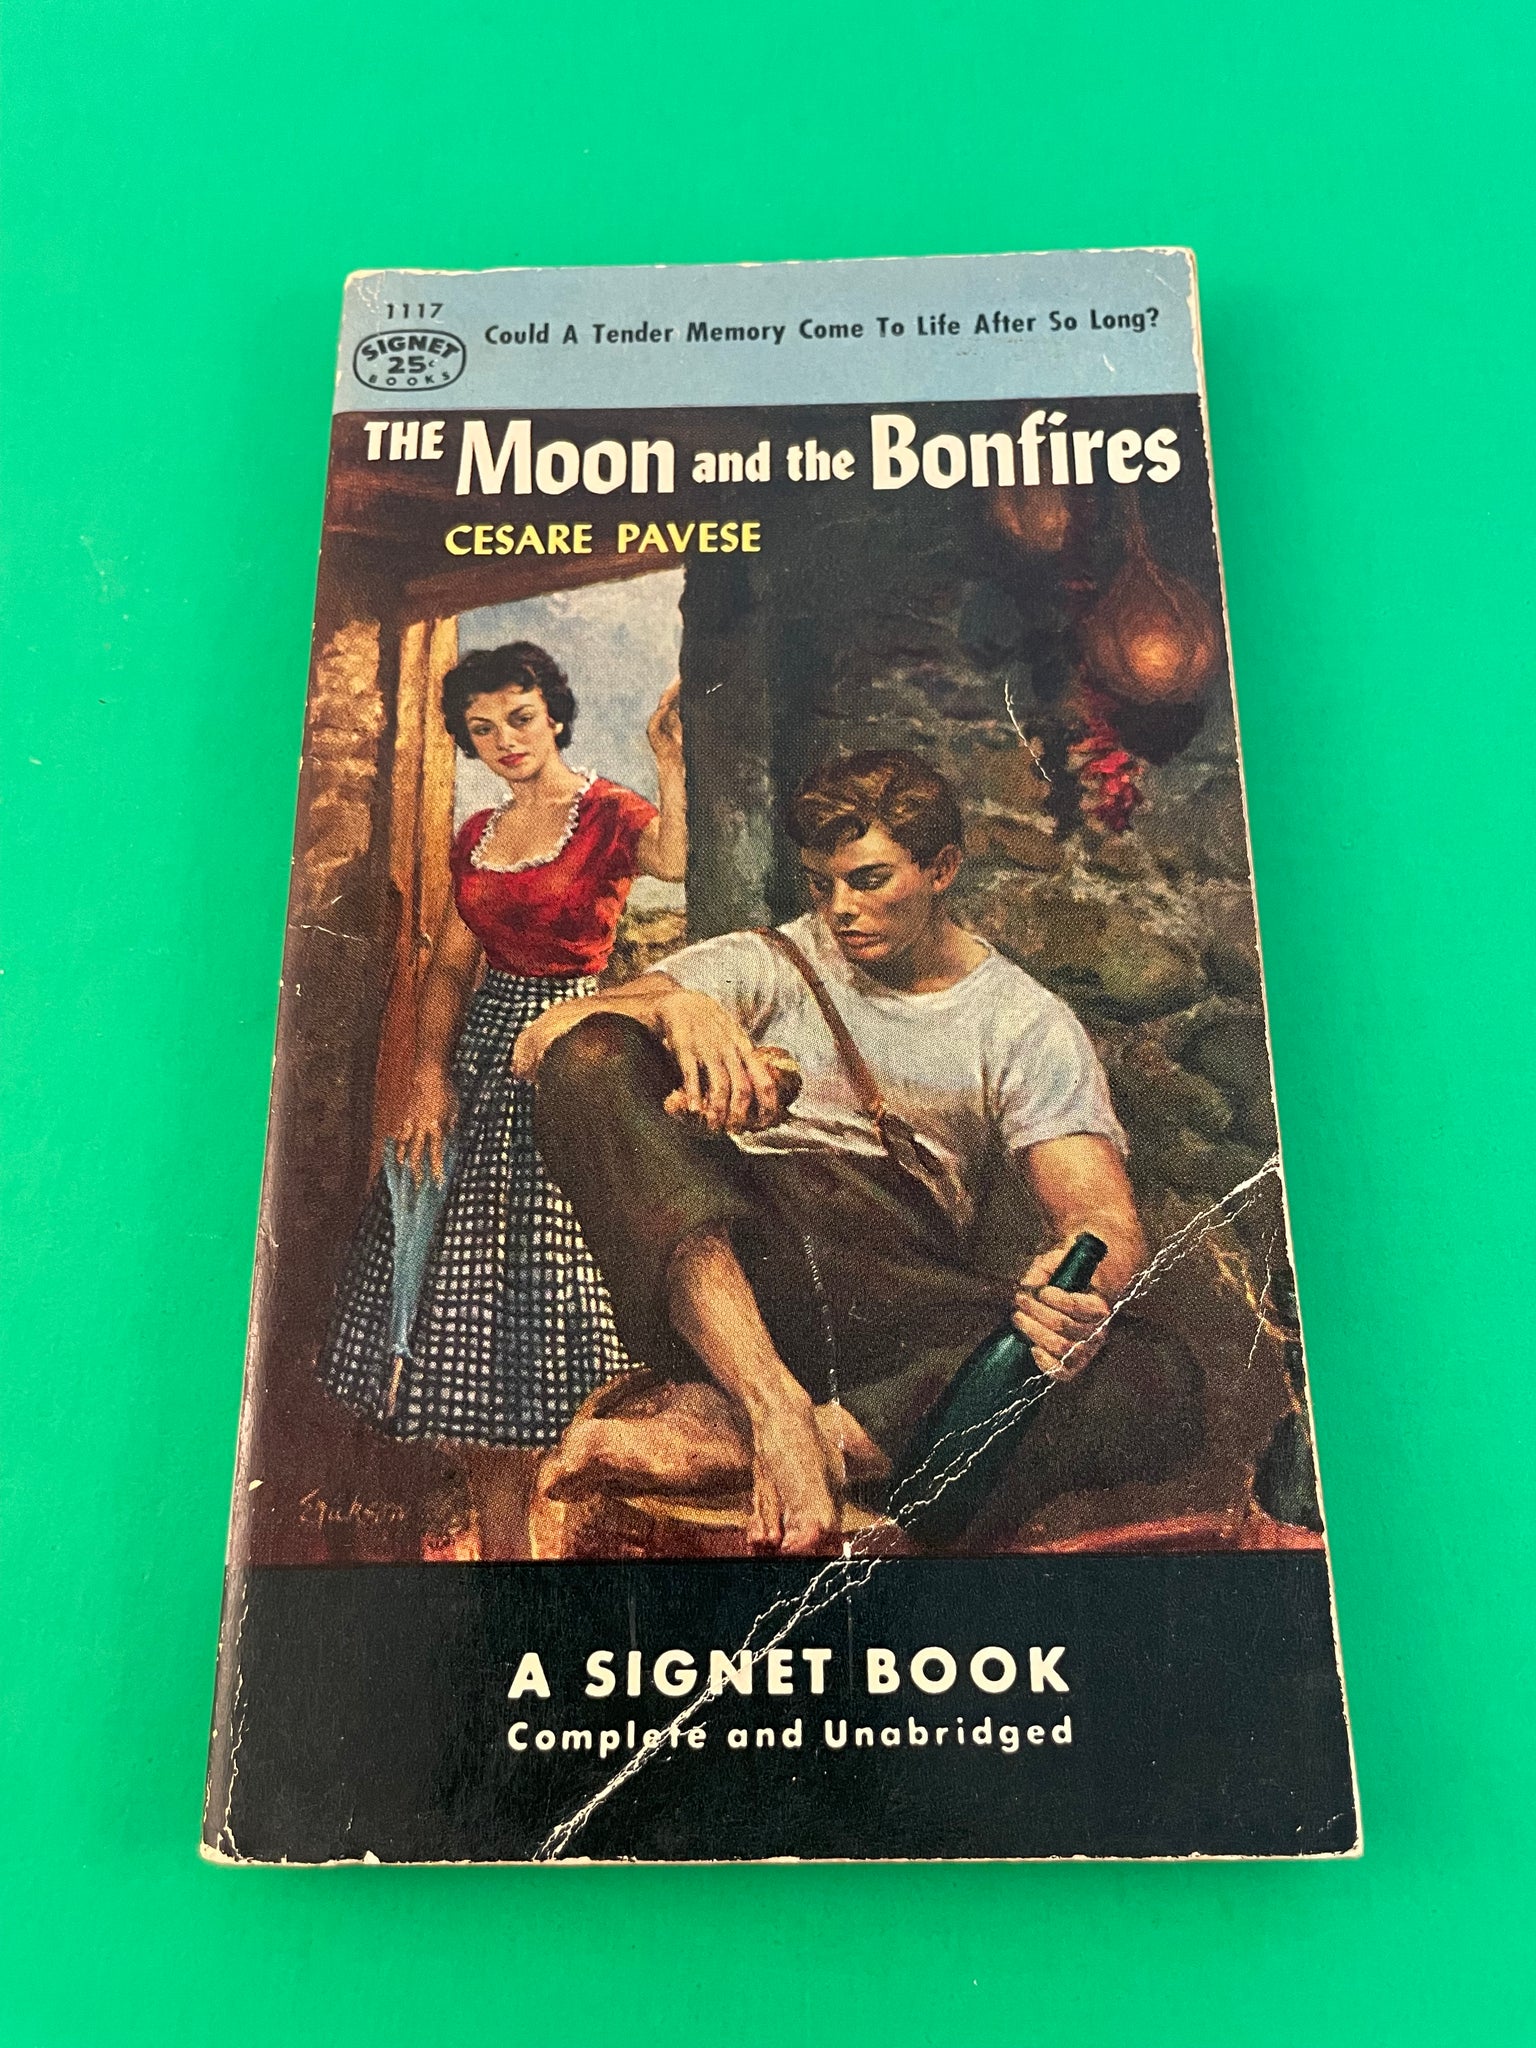 1117
SIGNET
25¢
BOOKS
Could A Tender Memory Come To Life After So Long?
THE Moon and the Bonfires
CESARE PAVESE
A SIGNET BOOK
Complete and Unabridged